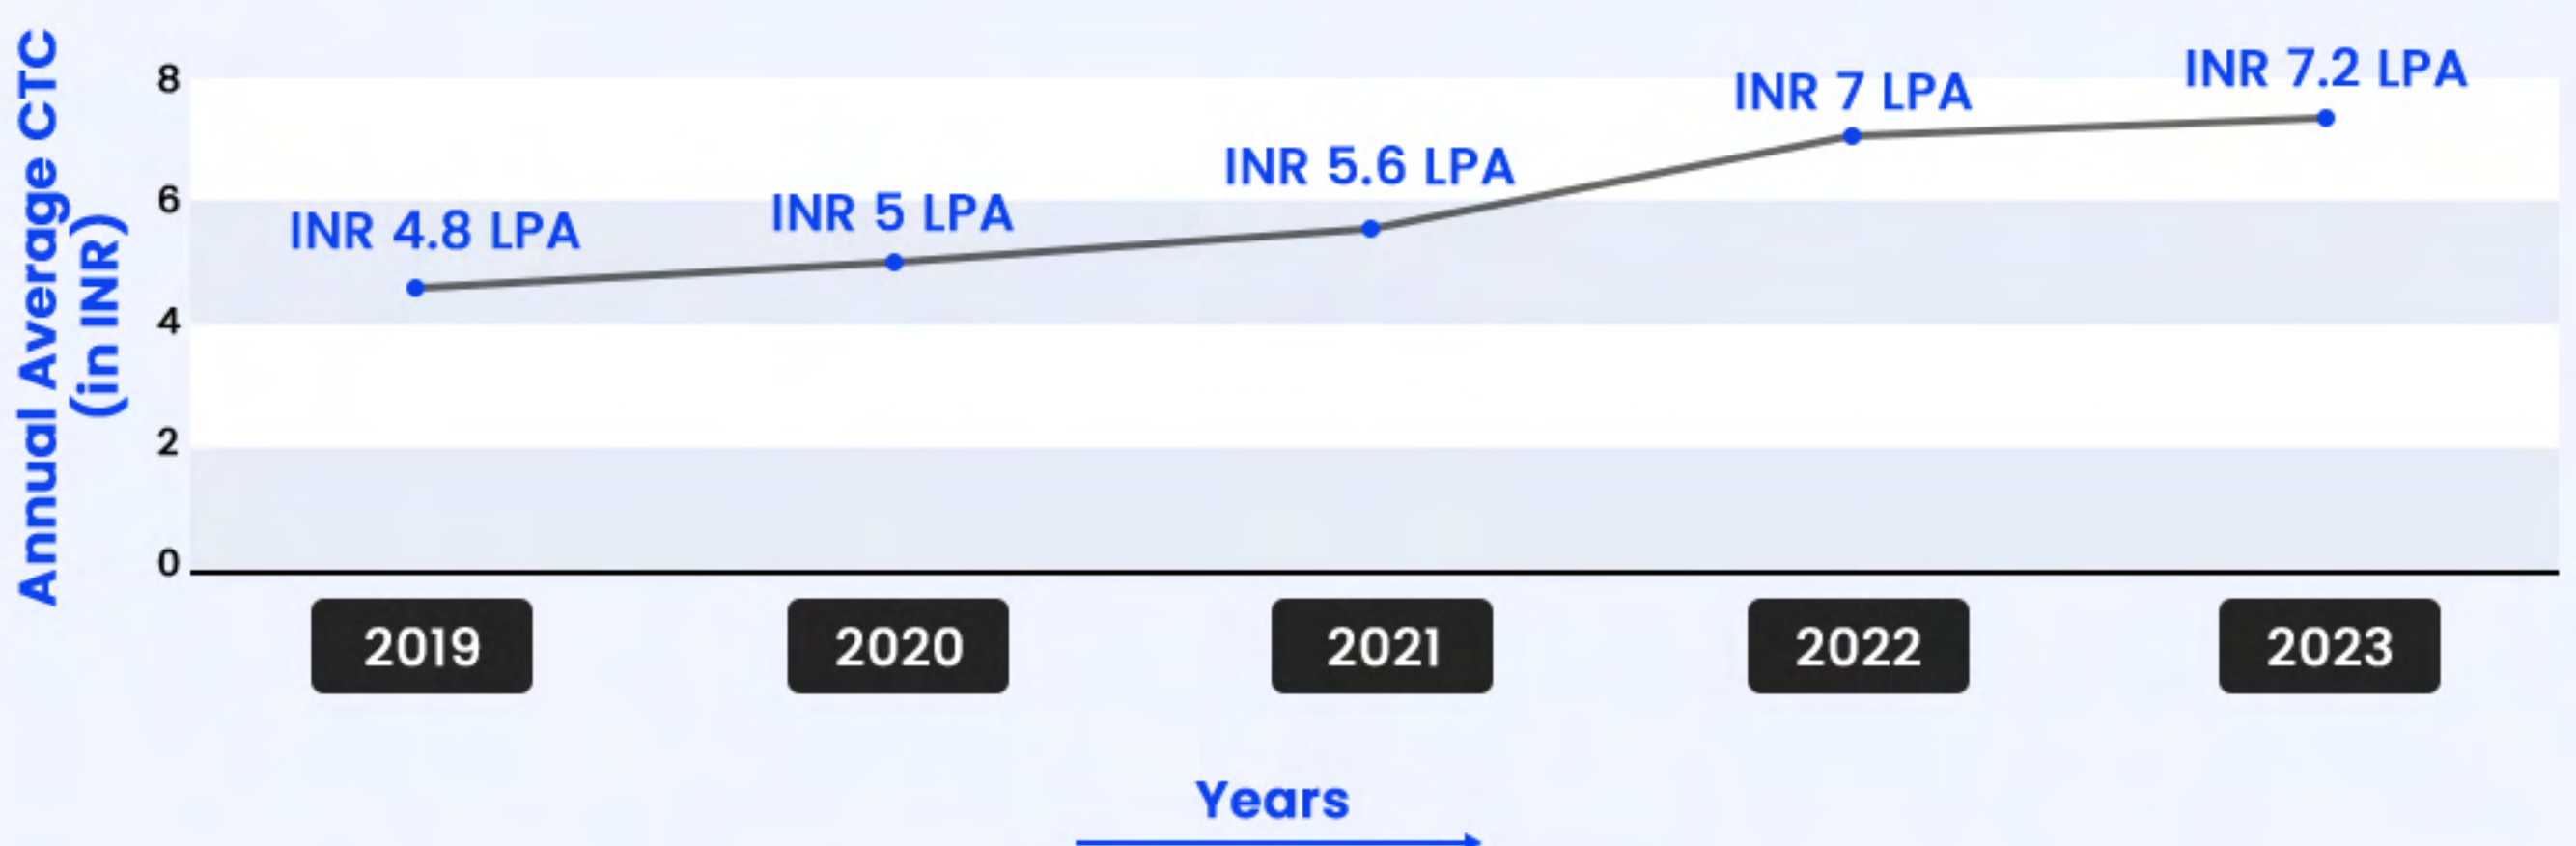 Annual Average CTC
(in INR)
8
6
4
2
0
INR 4.8 LPA
INR 5 LPA
INR 5.6 LPA
INR 7 LPA
INR 7.2 LPA
2019
2020
2021
2022
2023
Years